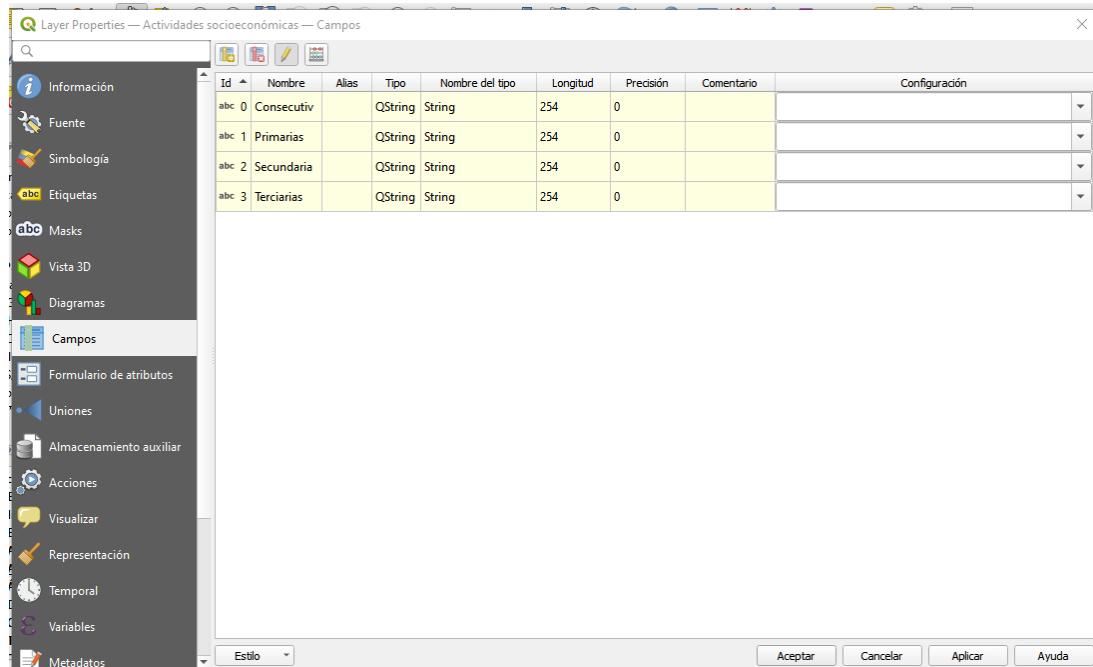 Layer Properties — Actividades socioeconómicas — Campos
Id Nombre Alias Tipo Nombre del tipo Longitud Precisión Comentario Configuración
abc 0 Consecutiv QString String 254 0
abc 1 Primarias QString String 254 0
abc 2 Secundaria QString String 254 0
abc 3 Terciarias QString String 254 0
Información
Fuente
Simbología
abc Etiquetas
abc Masks
Vista 3D
Diagramas
Campos
Formulario de atributos
Uniones
Almacenamiento auxiliar
Acciones
Visualizar
Representación
Temporal
Variables
Metadatos
Estilo Aceptar Cancelar Aplicar Ayuda